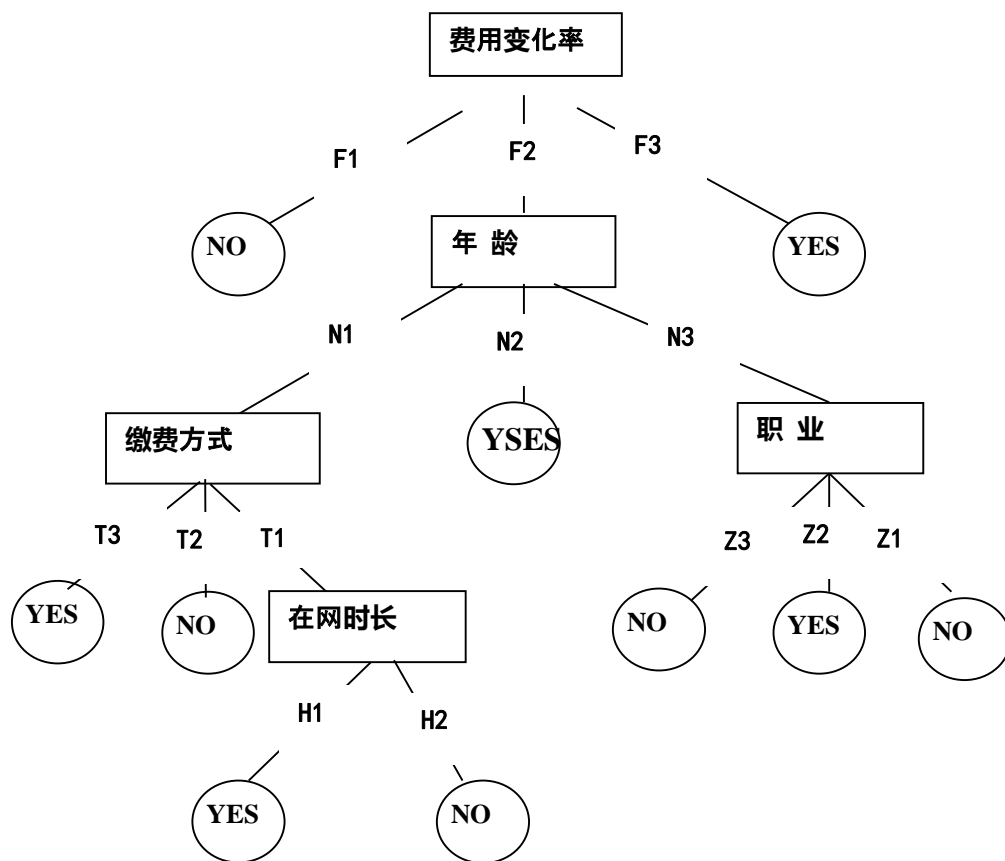 费用变化率
F1
F2
F3
NO
年 龄
YES
N1
N2
N3
缴费方式
YSES
职 业
T3
T2
T1
Z3
Z2
Z1
YES
NO
在网时长
NO
YES
NO
H1
H2
YES
NO